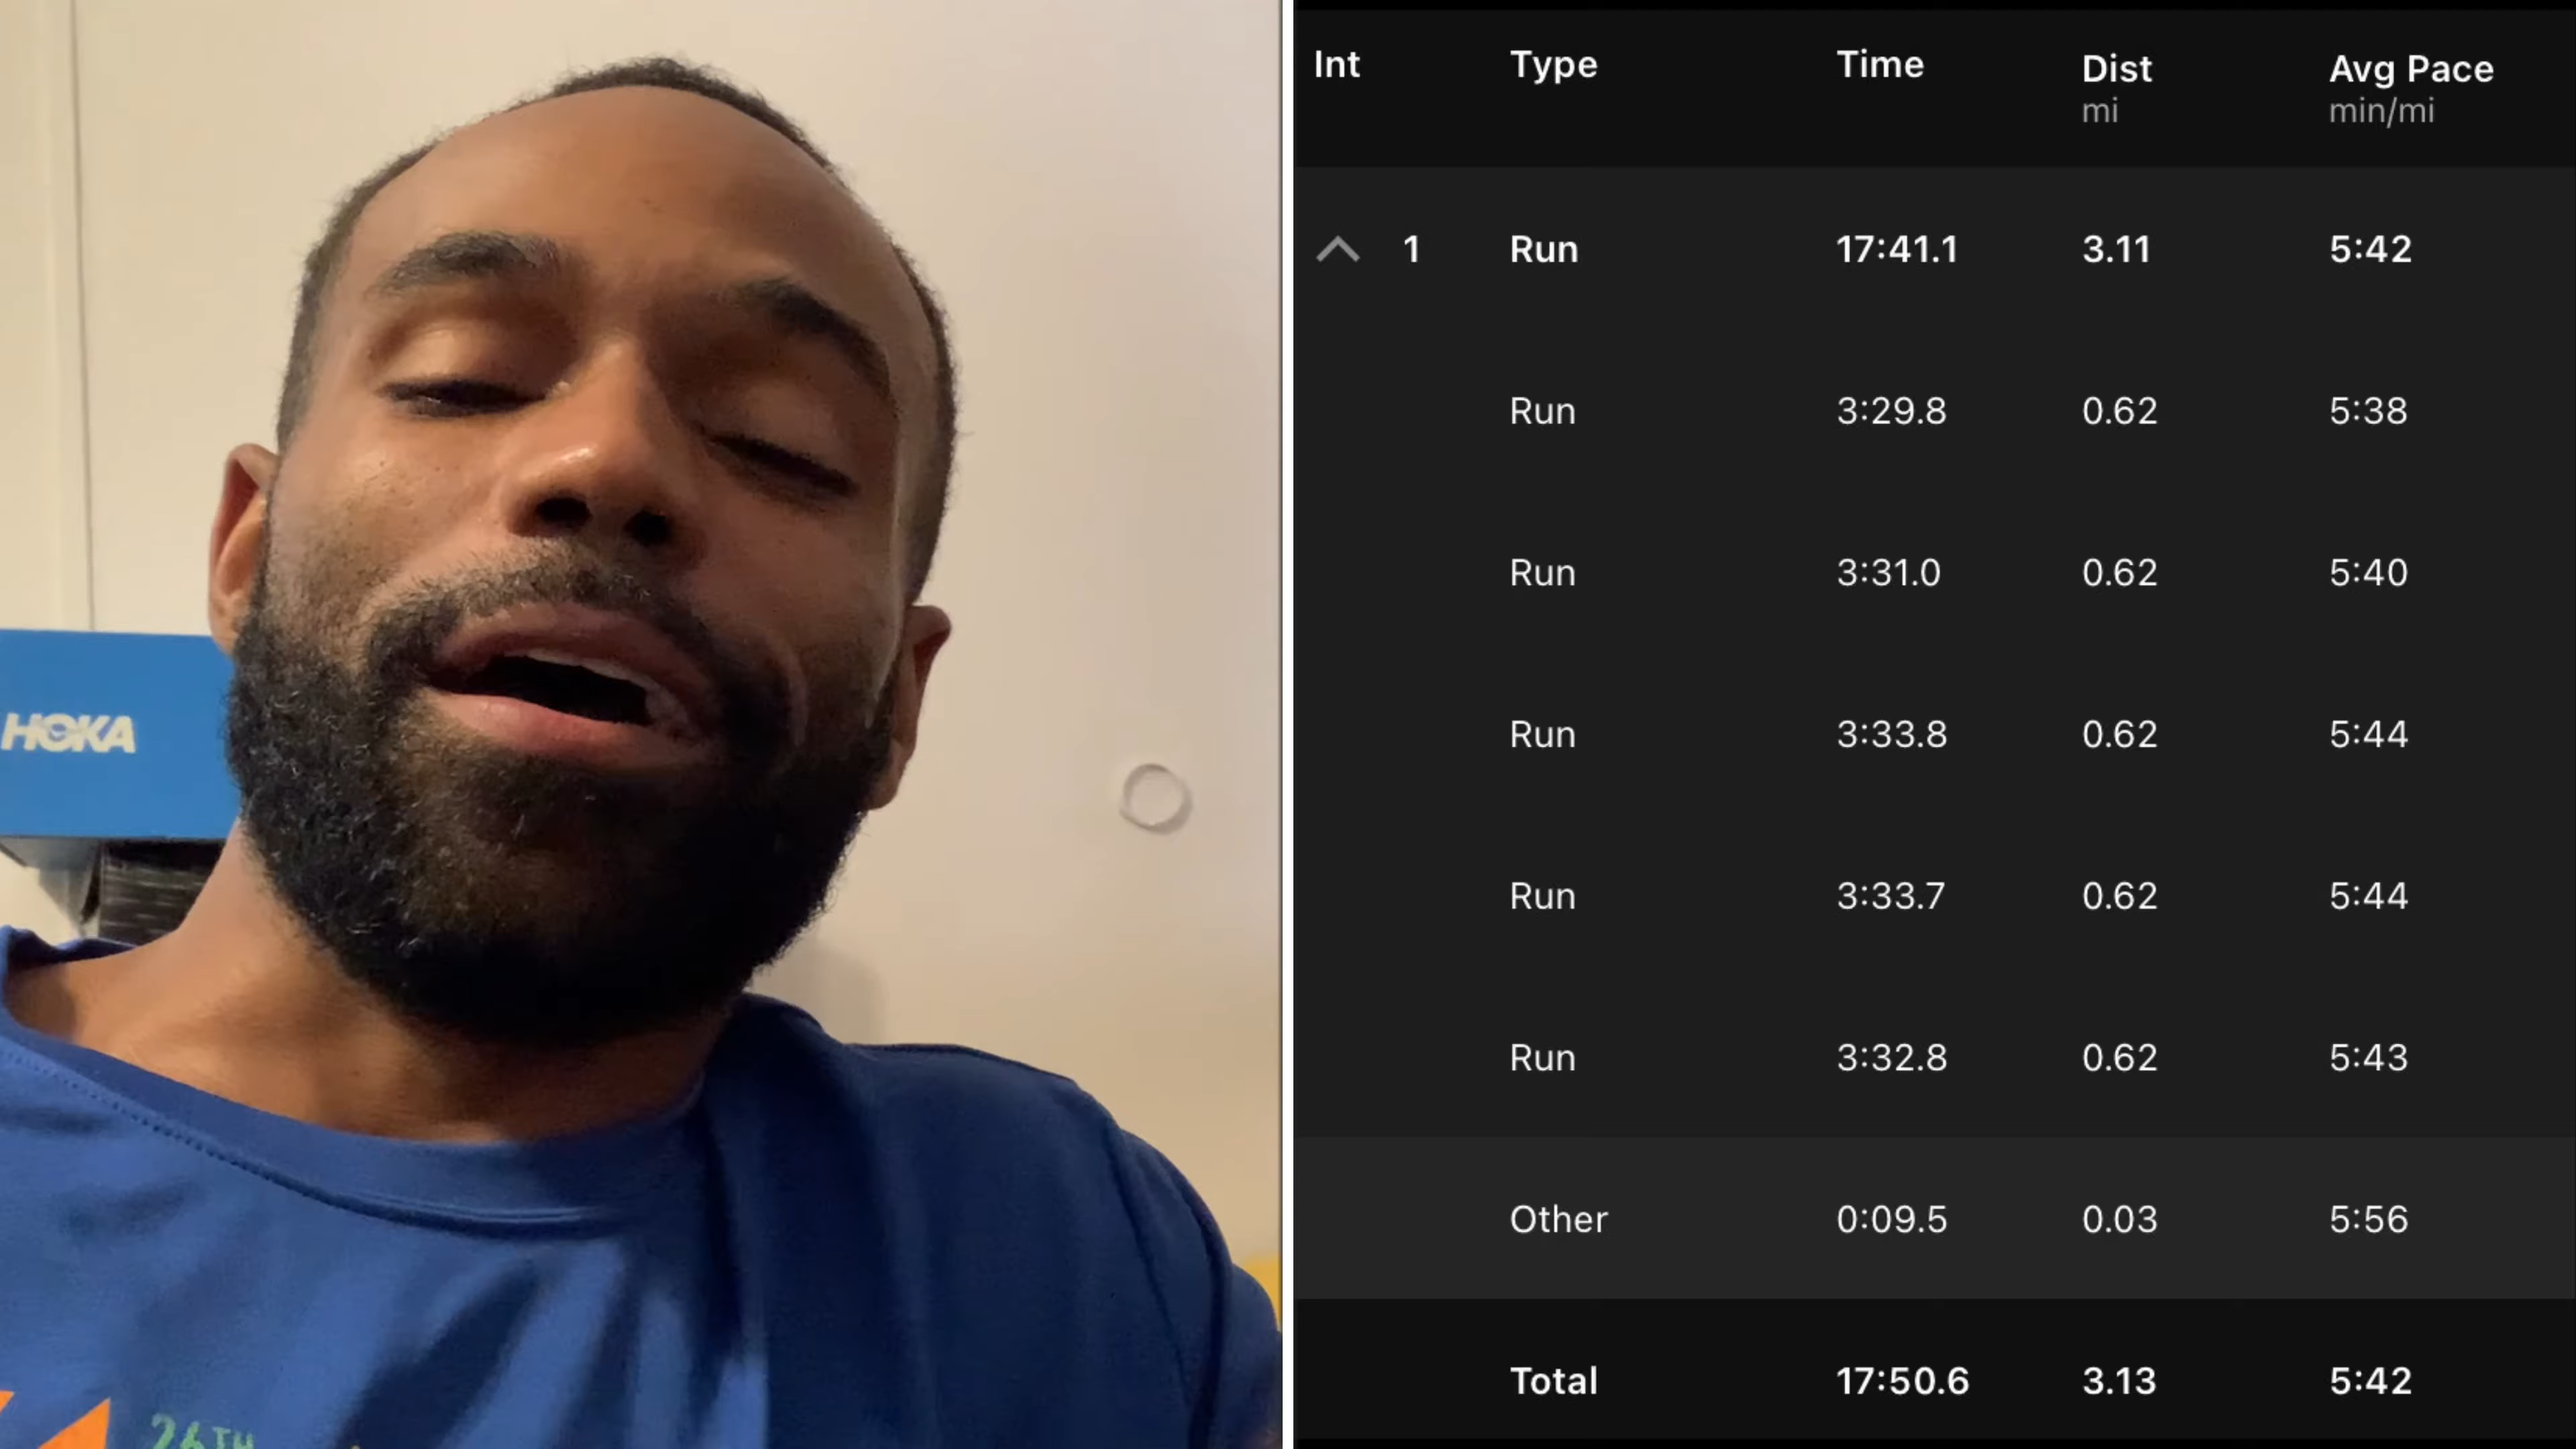 HOKA
26TH
Int Type Time Dist Avg Pace
mi min/mi
1 Run 17:41.1 3.11 5:42
Run 3:29.8 0.62 5:38
Run 3:31.0 0.62 5:40
Run 3:33.8 0.62 5:44
Run 3:33.7 0.62 5:44
Run 3:32.8 0.62 5:43
Other 0:09.5 0.03 5:56
Total 17:50.6 3.13 5:42